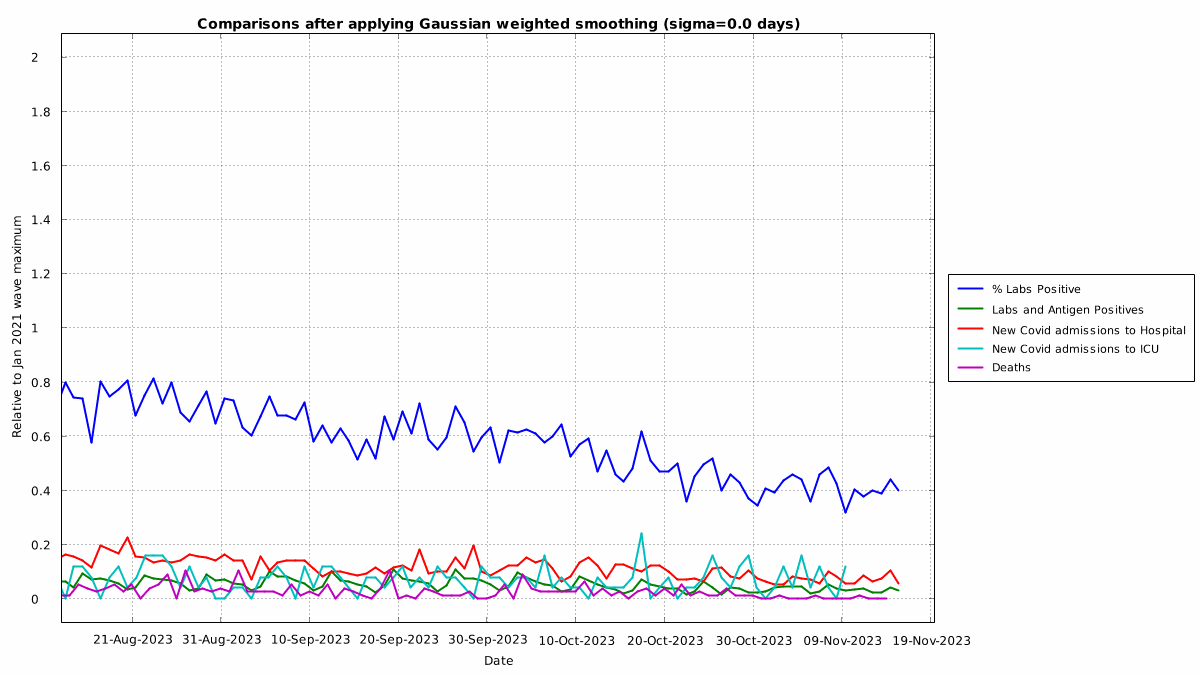 Comparisons after applying Gaussian weighted smoothing (sigma=0.0 days)
Relative to Jan 2021 wave maximum
2
1.8
1.6
1.4
1.2
1
0.8
0.6
0.4
0.2
0
21-Aug-2023 31-Aug-2023 10-Sep-2023 20-Sep-2023 30-Sep-2023 10-Oct-2023 20-Oct-2023 30-Oct-2023 09-Nov-2023 19-Nov-2023
Date
% Labs Positive
Labs and Antigen Positives
New Covid admissions to Hospital
New Covid admissions to ICU
Deaths